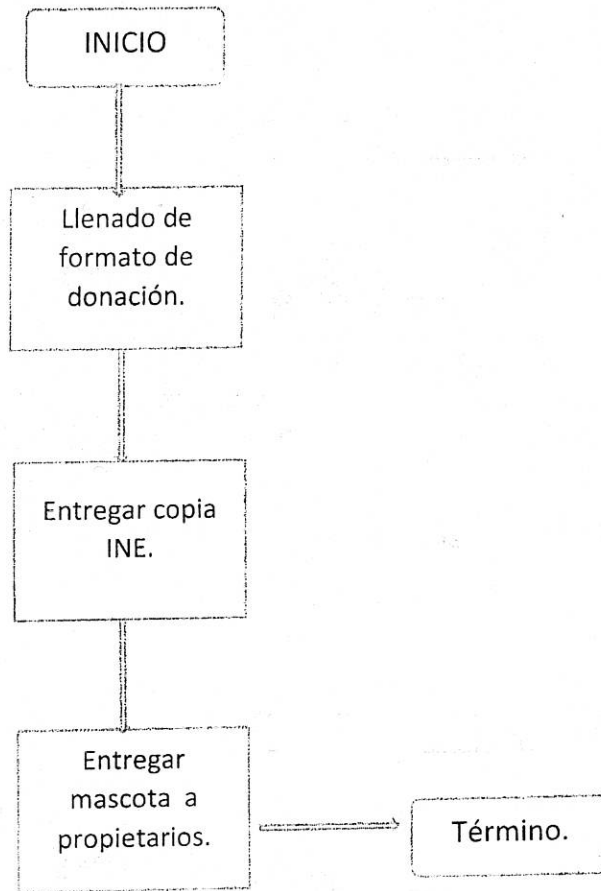 INICIO
Llenado de
formato de
donación.
Entregar copia
INE.
Entregar
mascota a
propietarios.
Término.